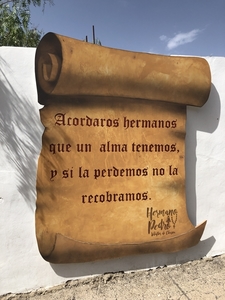 Acordaros hermanos
que un alma tenemos,
y si la perdemos no la
recobramos.
Hermano
Pedro